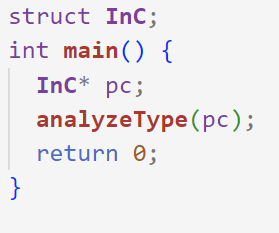 struct InC;
int main() {
InC* pc;
analyzeType(pc);
return 0;
}